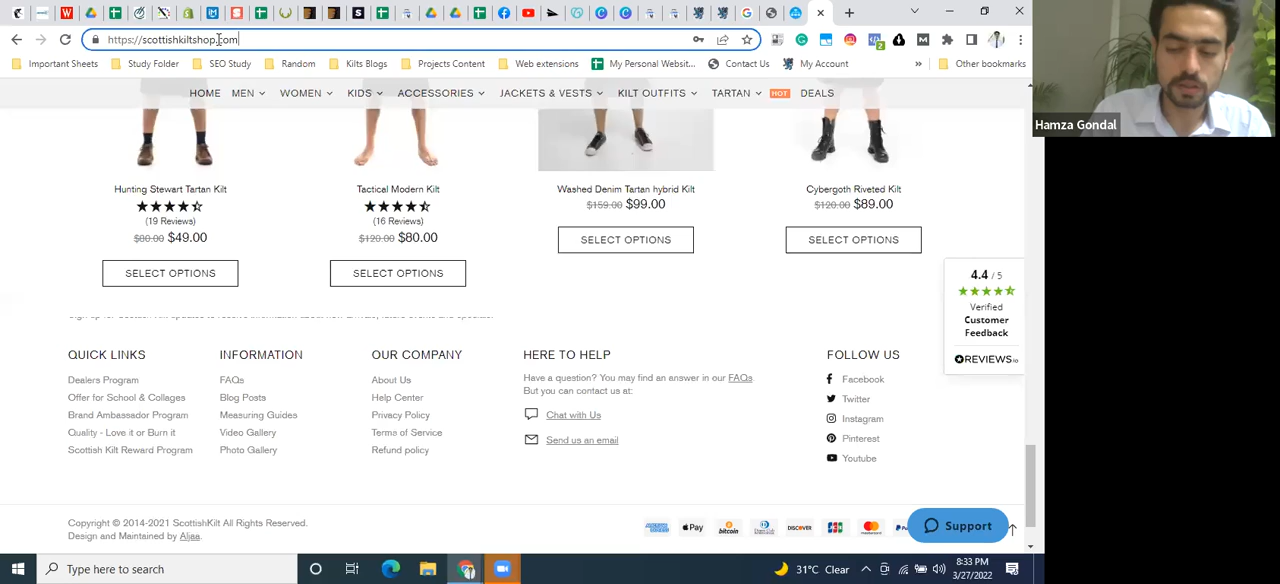 https://scottishkiltshop.com
Important Sheets
Study Folder
SEO Study
Random
Kilts Blogs
Projects Content
Web extensions
My Personal Websit...
Contact Us
My Account
»
Other bookmarks
Hamza Gondal
HOME MEN WOMEN KIDS ACCESSORIES JACKETS & VESTS KILT OUTFITS TARTAN HOT DEALS
Hunting Stewart Tartan Kilt
(19 Reviews)
$80.00 $49.00
SELECT OPTIONS
Tactical Modern Kilt
(16 Reviews)
$120.00 $80.00
SELECT OPTIONS
Washed Denim Tartan hybrid Kilt
$159.00 $99.00
SELECT OPTIONS
Cybergoth Riveted Kilt
$120.00 $89.00
SELECT OPTIONS
4.4 / 5
Verified
Customer
Feedback
REVIEWS.io
QUICK LINKS
Dealers Program
Offer for School & Collages
Brand Ambassador Program
Quality - Love it or Burn it
Scottish Kilt Reward Program
INFORMATION
FAQs
Blog Posts
Measuring Guides
Video Gallery
Photo Gallery
OUR COMPANY
About Us
Help Center
Privacy Policy
Terms of Service
Refund policy
HERE TO HELP
Have a question? You may find an answer in our FAQs.
But you can contact us at:
Chat with Us
Send us an email
FOLLOW US
Facebook
Twitter
Instagram
Pinterest
Youtube
Copyright © 2014-2021 ScottishKilt All Rights Reserved.
Design and Maintained by Aljaa.
Pay
bitcoin
DISCOVER
Support
Type here to search
31°C Clear
8:33 PM
3/27/2022